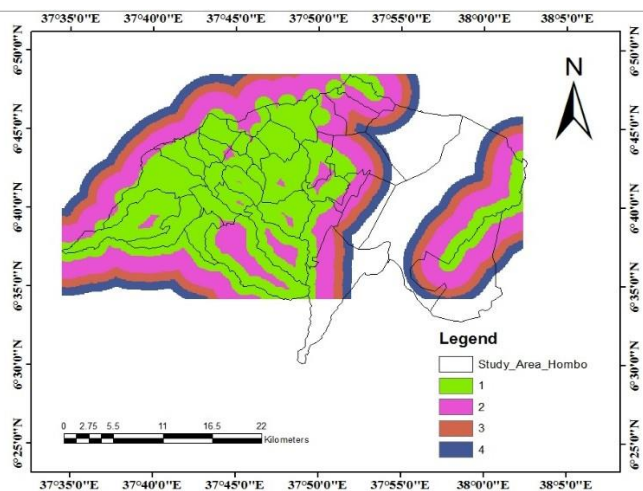 37°35'0"E 37°40'0"E 37°45'0"E 37°50'0"E 37°55'0"E 38°0'0"E 38°5'0"E
6°50'0"N 6°50'0"N
N
6°45'0"N 6°45'0"N
6°40'0"N 6°40'0"N
6°35'0"N 6°35'0"N
Legend
Study_Area_Hombo
6°30'0"N 6°30'0"N
1
2
3
4
0 2.75 5.5 11 16.5 22
Kilometers
6°25'0"N 6°25'0"N
37°35'0"E 37°40'0"E 37°45'0"E 37°50'0"E 37°55'0"E 38°0'0"E 38°5'0"E